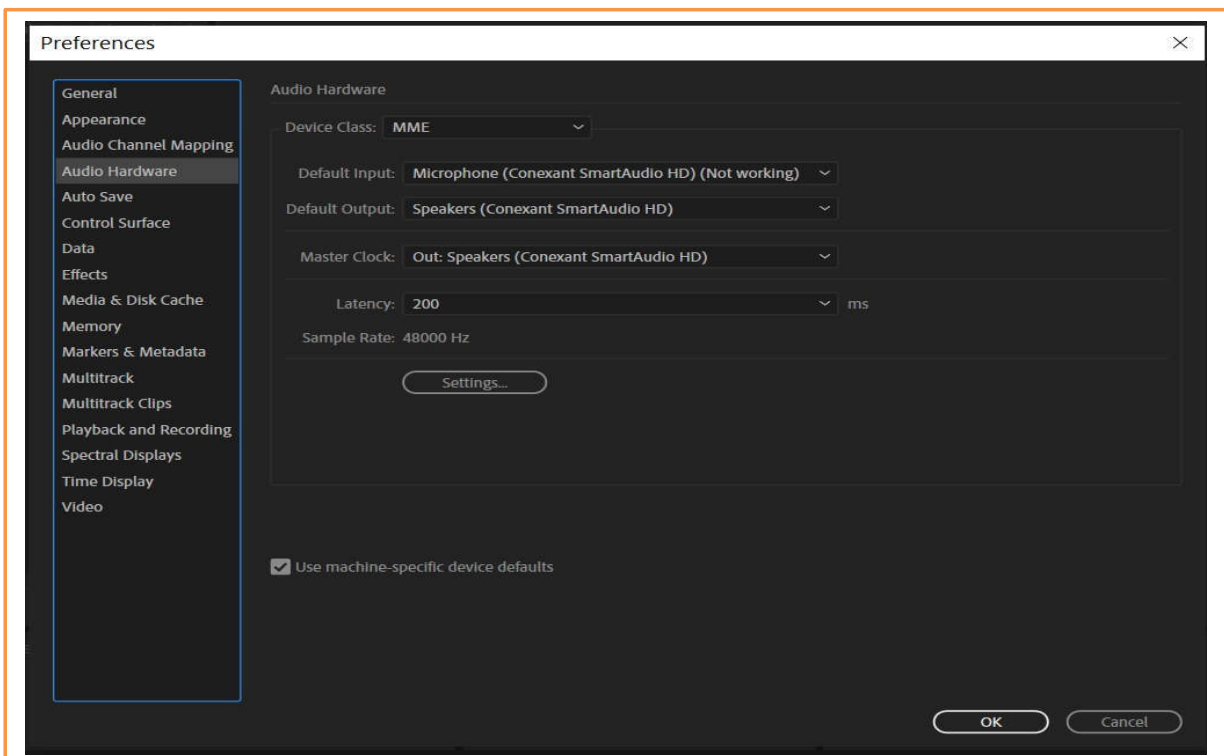 Preferences
General
Appearance
Audio Channel Mapping
Audio Hardware
Auto Save
Control Surface
Data
Effects
Media & Disk Cache
Memory
Markers & Metadata
Multitrack
Multitrack Clips
Playback and Recording
Spectral Displays
Time Display
Video
Audio Hardware
Device Class: MME
Default Input: Microphone (Conexant SmartAudio HD) (Not working)
Default Output: Speakers (Conexant SmartAudio HD)
Master Clock: Out: Speakers (Conexant SmartAudio HD)
Latency: 200 ms
Sample Rate: 48000 Hz
Settings...
Use machine-specific device defaults
OK Cancel